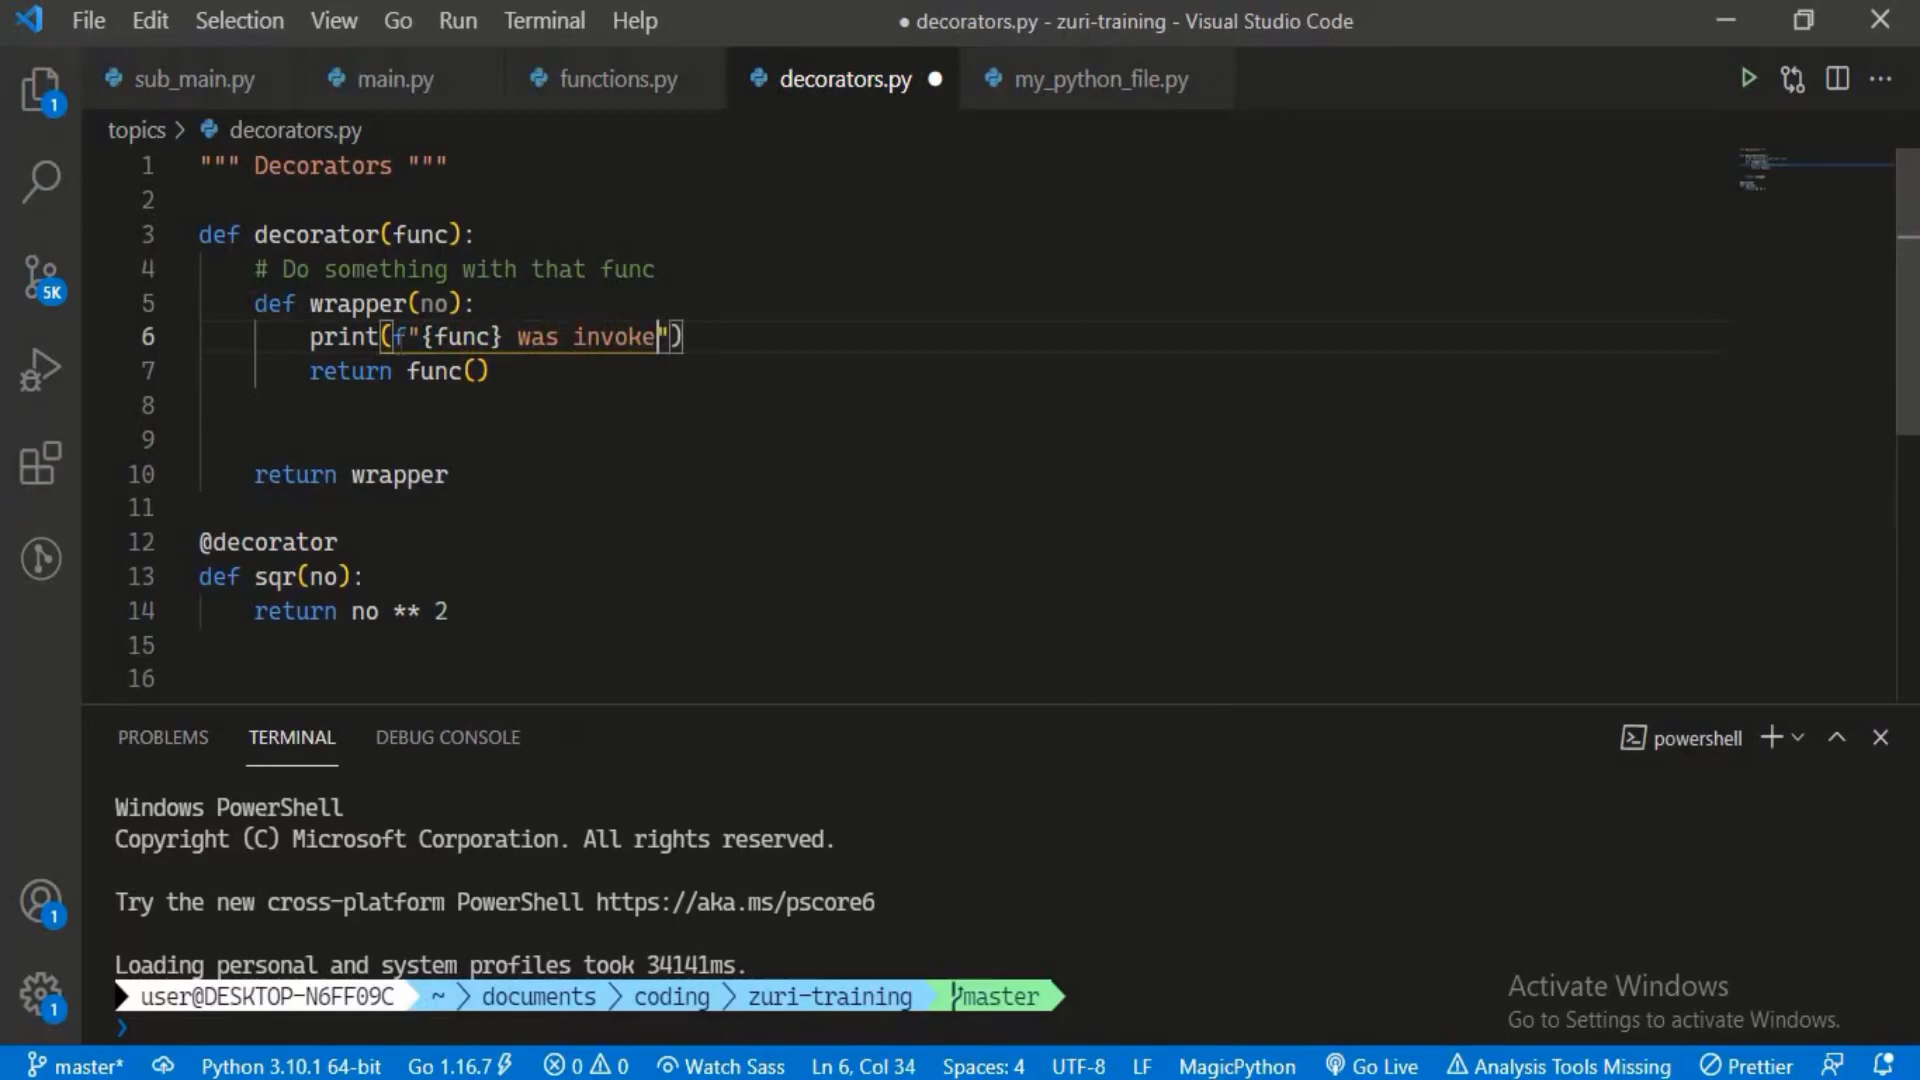 File Edit Selection View Go Run Terminal Help ● decorators.py - zuri-training - Visual Studio Code
sub_main.py main.py functions.py decorators.py ● my_python_file.py
topics > decorators.py
1 """ Decorators """
2
3 def decorator(func):
4 # Do something with that func
5 def wrapper(no):
6 print(f"{func} was invoke")
7 return func()
8
9
10 return wrapper
11
12 @decorator
13 def sqr(no):
14 return no ** 2
15
16
1
5K
1
1
PROBLEMS TERMINAL DEBUG CONSOLE powershell
Windows PowerShell
Copyright (C) Microsoft Corporation. All rights reserved.
Try the new cross-platform PowerShell https://aka.ms/pscore6
Loading personal and system profiles took 34141ms.
user@DESKTOP-N6FF09C ~ documents coding zuri-training master
❯
Activate Windows
Go to Settings to activate Windows.
master* Python 3.10.1 64-bit Go 1.16.7 0 0 Watch Sass Ln 6, Col 34 Spaces: 4 UTF-8 LF MagicPython Go Live Analysis Tools Missing Prettier